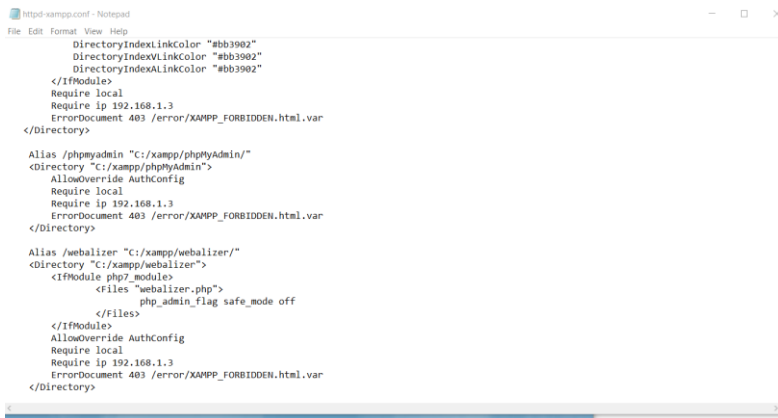 httpd-xampp.conf - Notepad
File Edit Format View Help
DirectoryIndexLinkColor "#bb3902"
DirectoryIndexVLinkColor "#bb3902"
DirectoryIndexALinkColor "#bb3902"
</IfModule>
Require local
Require ip 192.168.1.3
ErrorDocument 403 /error/XAMPP_FORBIDDEN.html.var
</Directory>
Alias /phpmyadmin "C:/xampp/phpMyAdmin/"
<Directory "C:/xampp/phpMyAdmin">
AllowOverride AuthConfig
Require local
Require ip 192.168.1.3
ErrorDocument 403 /error/XAMPP_FORBIDDEN.html.var
</Directory>
Alias /webalizer "C:/xampp/webalizer/"
<Directory "C:/xampp/webalizer">
<IfModule php7_module>
<Files "webalizer.php">
php_admin_flag safe_mode off
</Files>
</IfModule>
AllowOverride AuthConfig
Require local
Require ip 192.168.1.3
ErrorDocument 403 /error/XAMPP_FORBIDDEN.html.var
</Directory>